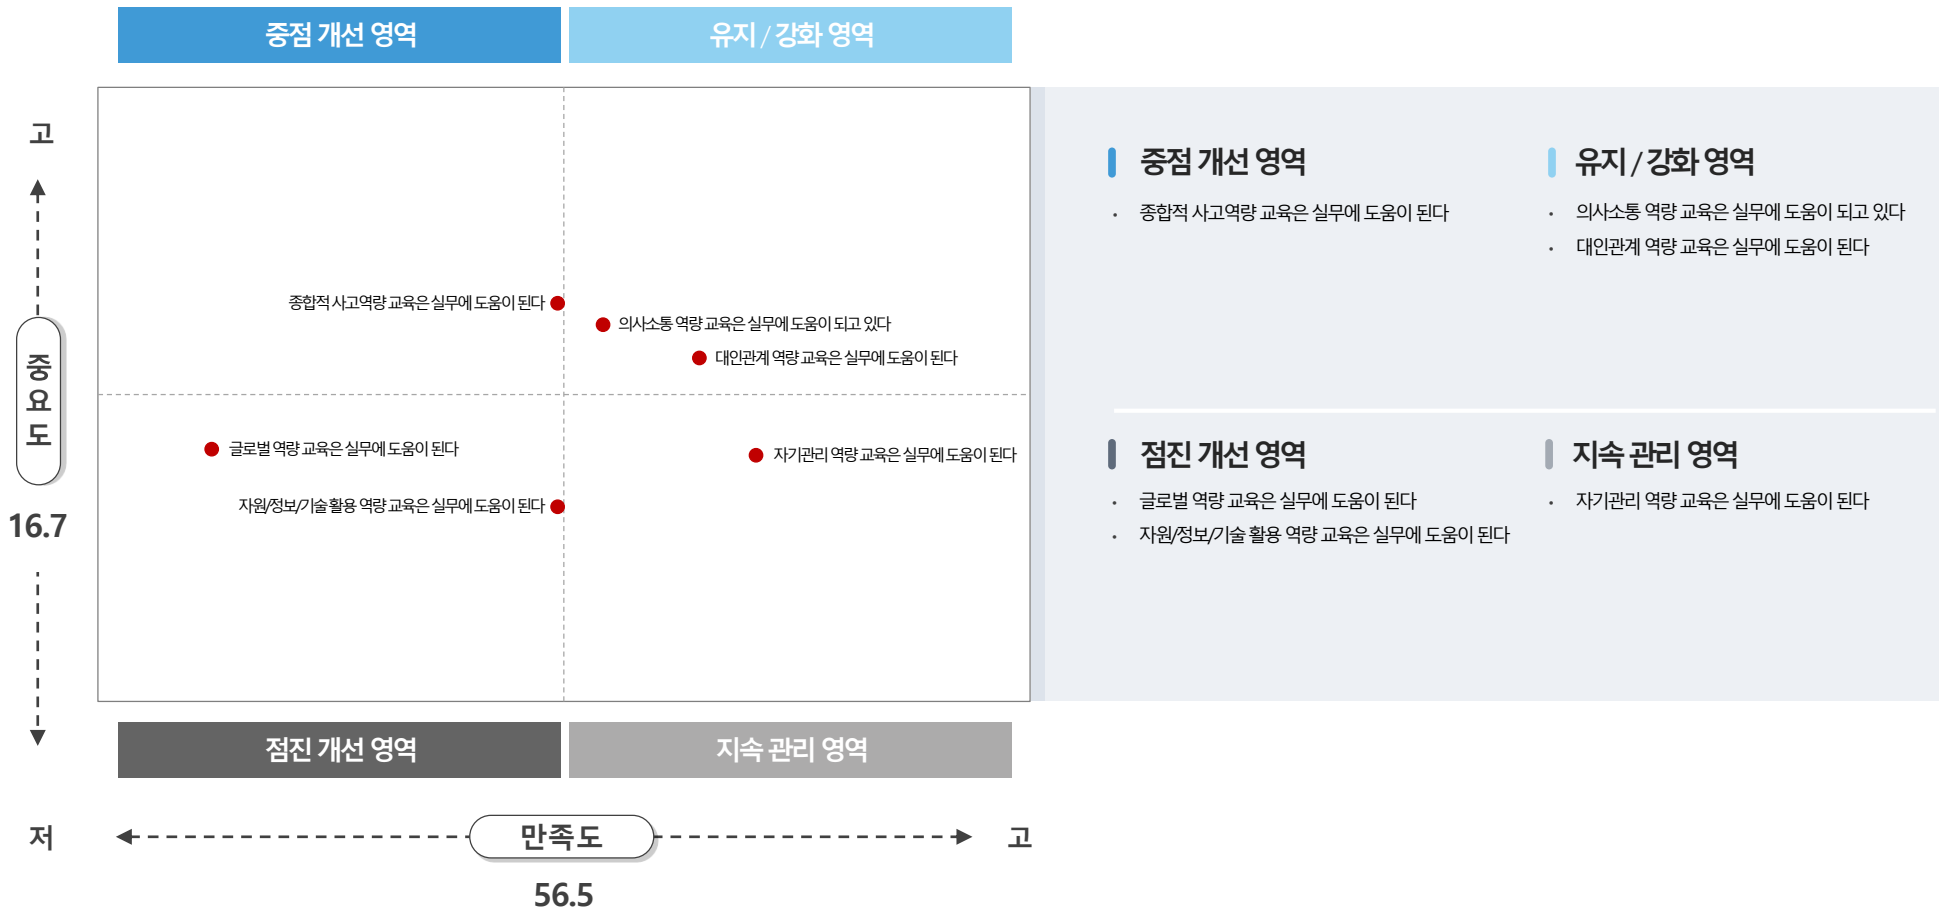 중점 개선 영역
유지 / 강화 영역
고
중요도
16.7
저
종합적 사고역량 교육은 실무에 도움이 된다
의사소통 역량 교육은 실무에 도움이 되고 있다
대인관계 역량 교육은 실무에 도움이 된다
글로벌 역량 교육은 실무에 도움이 된다
자기관리 역량 교육은 실무에 도움이 된다
자원/정보/기술 활용 역량 교육은 실무에 도움이 된다
점진 개선 영역
지속 관리 영역
만족도
고
56.5
중점 개선 영역
· 종합적 사고역량 교육은 실무에 도움이 된다
유지 / 강화 영역
· 의사소통 역량 교육은 실무에 도움이 되고 있다
· 대인관계 역량 교육은 실무에 도움이 된다
점진 개선 영역
· 글로벌 역량 교육은 실무에 도움이 된다
· 자원/정보/기술 활용 역량 교육은 실무에 도움이 된다
지속 관리 영역
· 자기관리 역량 교육은 실무에 도움이 된다